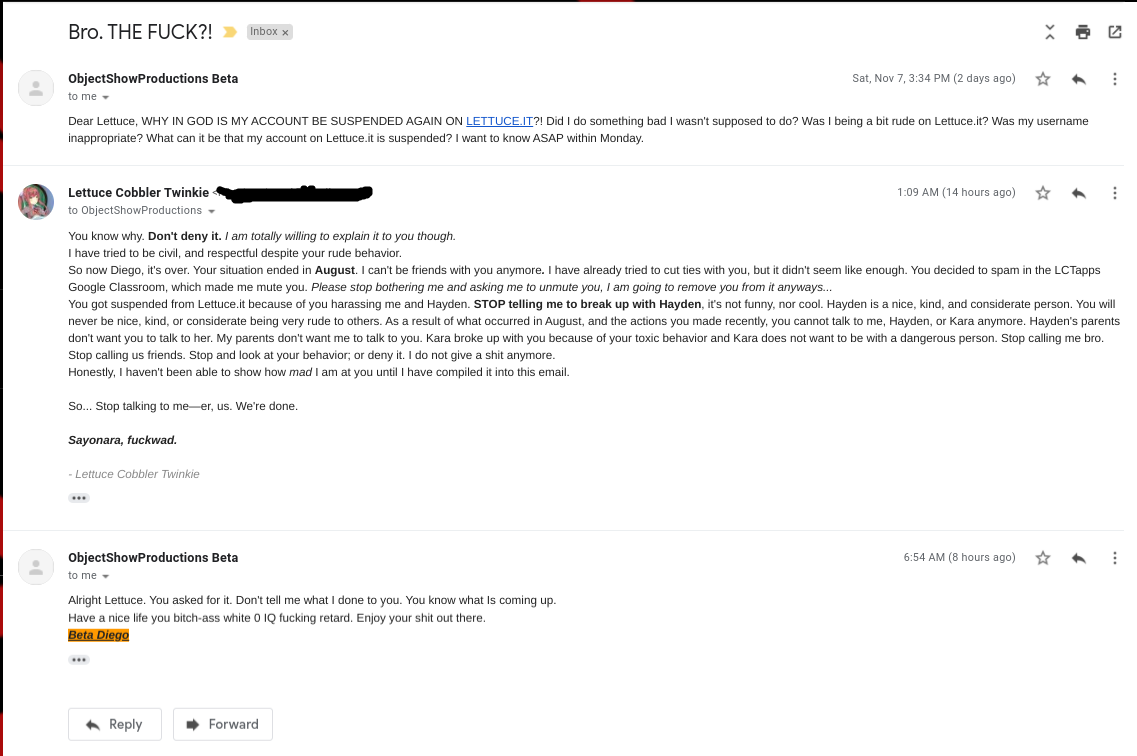 Bro. THE FUCK?! Inbox x
ObjectShowProductions Beta Sat, Nov 7, 3:34 PM (2 days ago)
to me
Dear Lettuce, WHY IN GOD IS MY ACCOUNT BE SUSPENDED AGAIN ON LETTUCE.IT?! Did I do something bad I wasn't supposed to do? Was I being a bit rude on Lettuce.it? Was my username
inappropriate? What can it be that my account on Lettuce.it is suspended? I want to know ASAP within Monday.
Lettuce Cobbler Twinkie < 1:09 AM (14 hours ago)
to ObjectShowProductions
You know why. Don't deny it. I am totally willing to explain it to you though.
I have tried to be civil, and respectful despite your rude behavior.
So now Diego, it's over. Your situation ended in August. I can't be friends with you anymore. I have already tried to cut ties with you, but it didn't seem like enough. You decided to spam in the LCTapps
Google Classroom, which made me mute you. Please stop bothering me and asking me to unmute you, I am going to remove you from it anyways...
You got suspended from Lettuce.it because of you harassing me and Hayden. STOP telling me to break up with Hayden, it's not funny, nor cool. Hayden is a nice, kind, and considerate person. You will
never be nice, kind, or considerate being very rude to others. As a result of what occurred in August, and the actions you made recently, you cannot talk to me, Hayden, or Kara anymore. Hayden's parents
don't want you to talk to her. My parents don't want me to talk to you. Kara broke up with you because of your toxic behavior and Kara does not want to be with a dangerous person. Stop calling me bro.
Stop calling us friends. Stop and look at your behavior; or deny it. I do not give a shit anymore.
Honestly, I haven't been able to show how mad I am at you until I have compiled it into this email.
So... Stop talking to me—er, us. We're done.
Sayonara, fuckwad.
- Lettuce Cobbler Twinkie
ObjectShowProductions Beta 6:54 AM (8 hours ago)
to me
Alright Lettuce. You asked for it. Don't tell me what I done to you. You know what Is coming up.
Have a nice life you bitch-ass white 0 IQ fucking retard. Enjoy your shit out there.
Beta Diego
Reply Forward